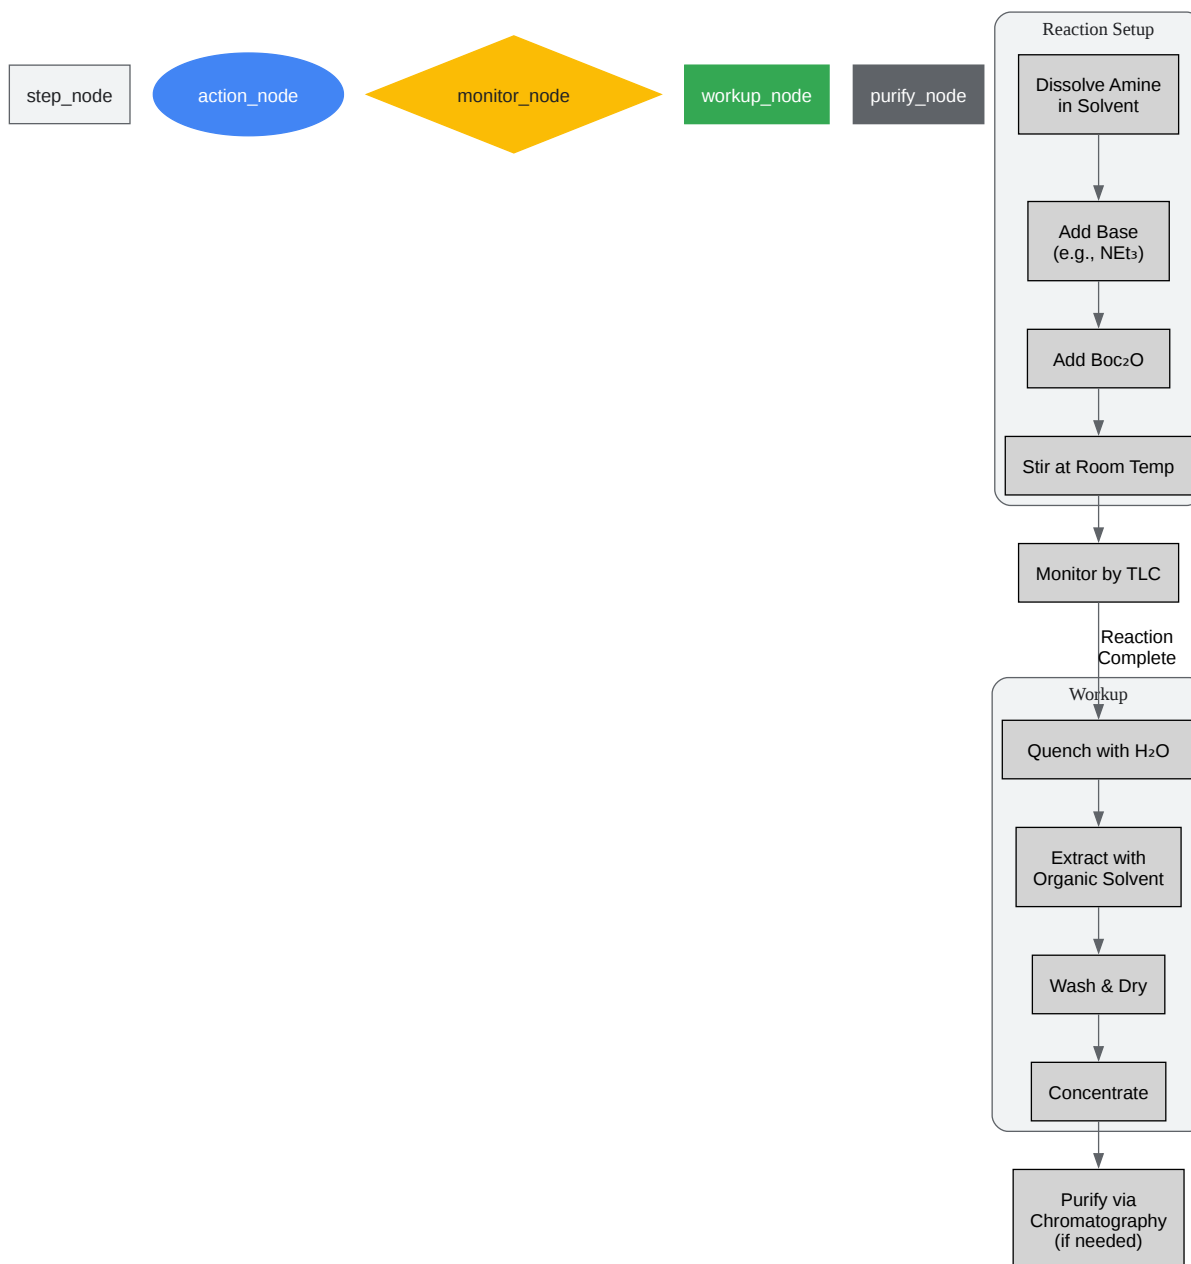 step_node
action_node
monitor_node
workup_node
purify_node
Reaction Setup
Dissolve Amine
in Solvent
Add Base
(e.g., NEt₃)
Add Boc₂O
Stir at Room Temp
Monitor by TLC
Reaction
Complete
Workup
Quench with H₂O
Extract with
Organic Solvent
Wash & Dry
Concentrate
Purify via
Chromatography
(if needed)